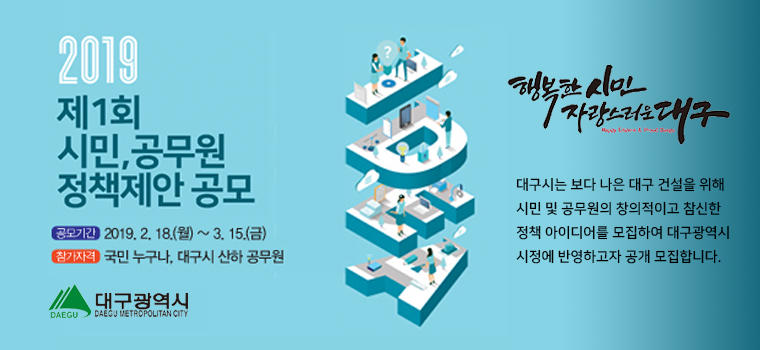 2019
제1회
시민,공무원
정책제안 공모
공모기간 2019. 2. 18.(월) ~ 3. 15.(금)
참가자격 국민 누구나, 대구시 산하 공무원
대구광역시
DAEGU DAEGU METROPOLITAN CITY
IDEA
행복한 시민
자랑스러운 대구
대구시는 보다 나은 대구 건설을 위해
시민 및 공무원의 창의적이고 참신한
정책 아이디어를 모집하여 대구광역시
시정에 반영하고자 공개 모집합니다.